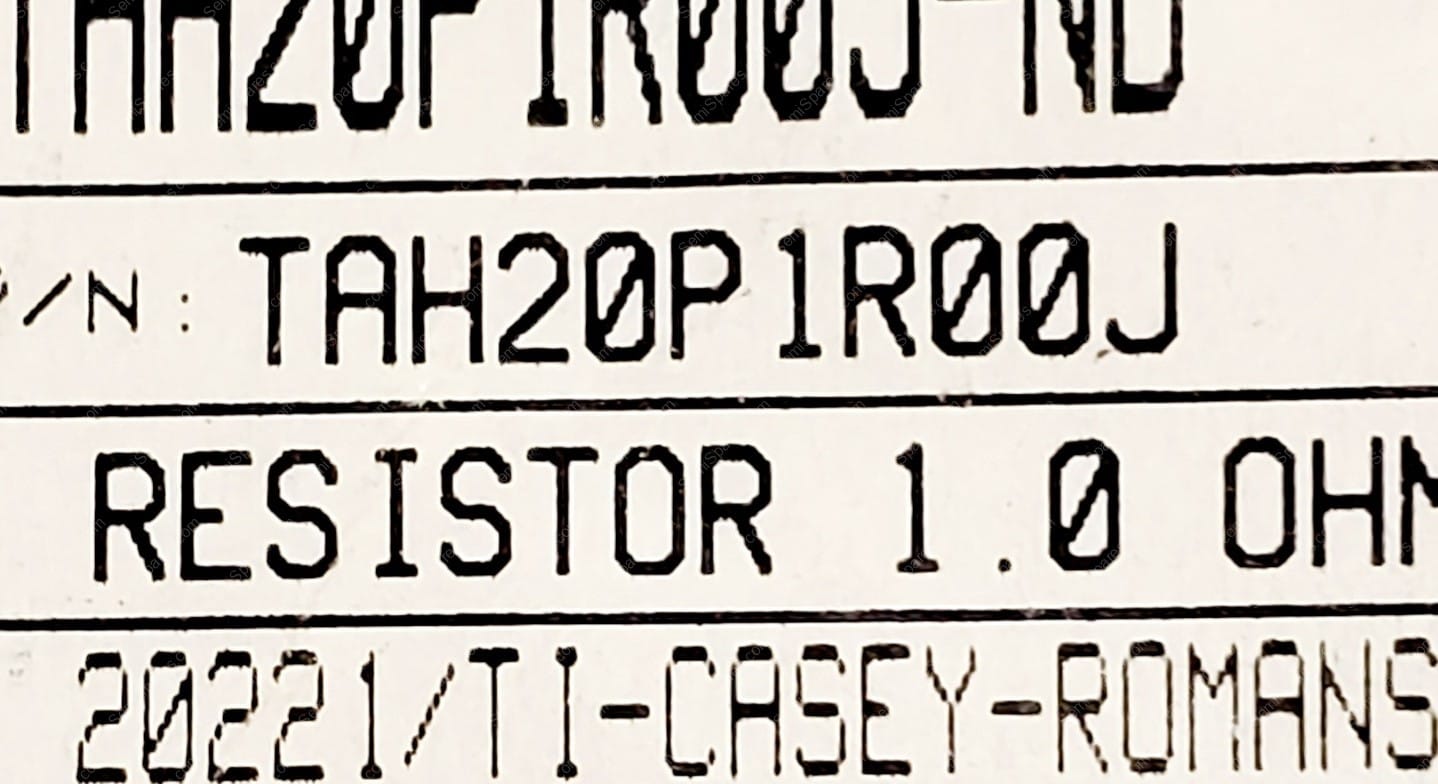 TAH20P1R00J-ND
P/N: TAH20P1R00J
RESISTOR 1.0 OHM
20221/TI-CASEY-ROMANS